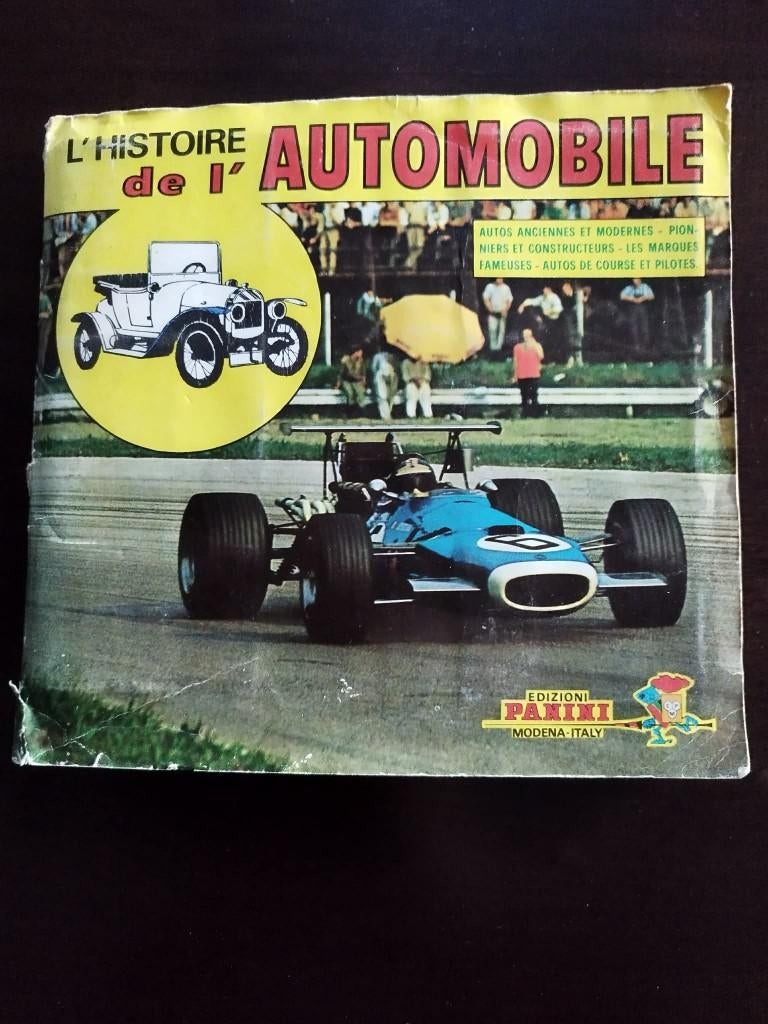 L'HISTOIRE
de l' AUTOMOBILE
AUTOS ANCIENNES ET MODERNES - PION-
NIERS ET CONSTRUCTEURS - LES MARQUES
FAMEUSES - AUTOS DE COURSE ET PILOTES.
6
EDIZIONI
PANINI
MODENA-ITALY